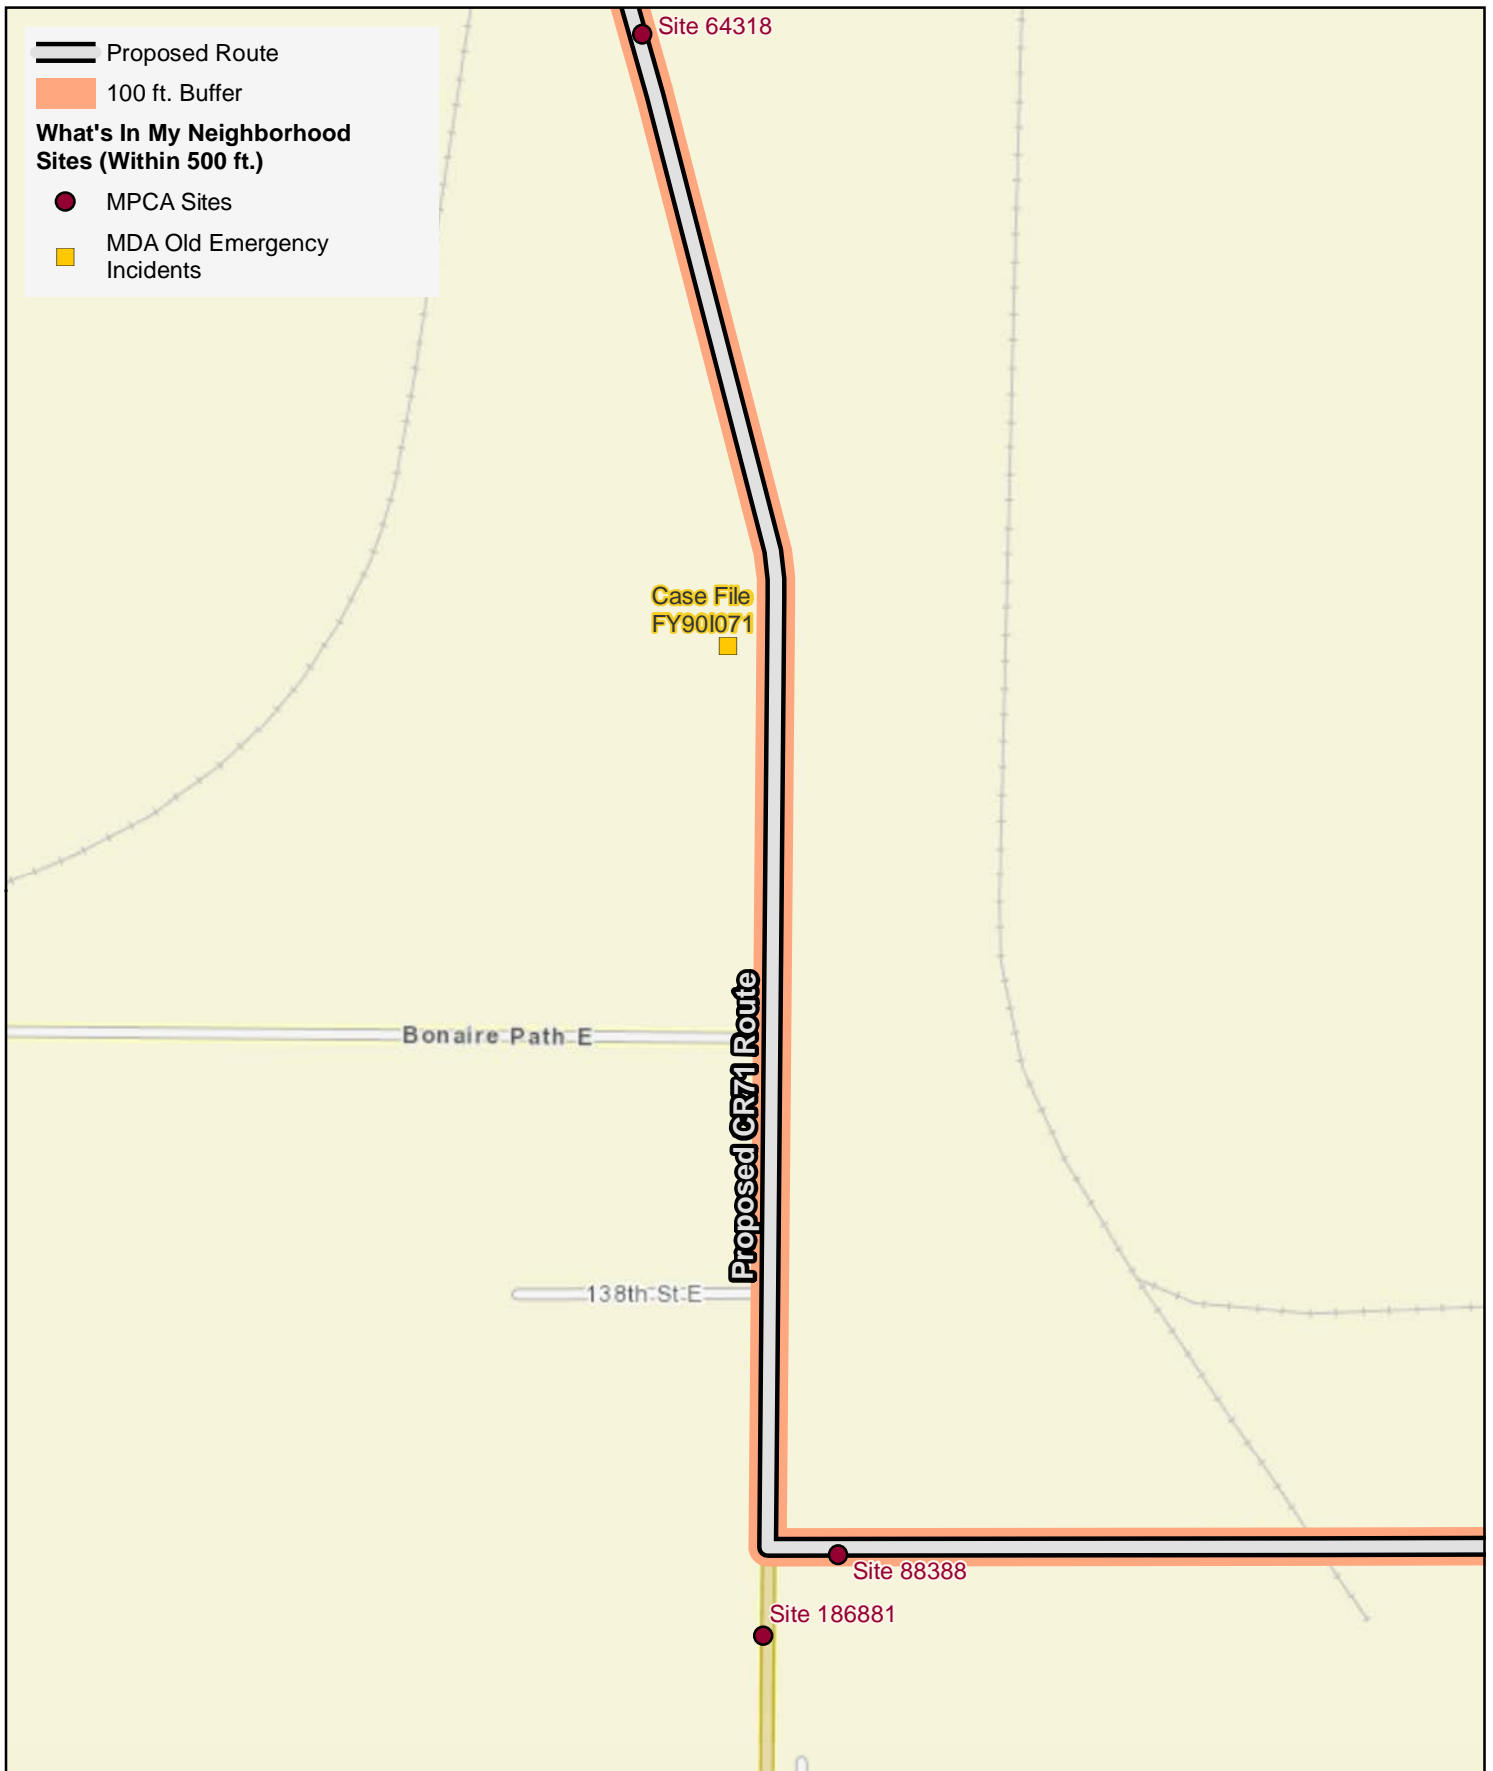 Site 64318
Proposed Route
100 ft. Buffer
What's In My Neighborhood
Sites (Within 500 ft.)
MPCA Sites
MDA Old Emergency
Incidents
Case File
FY90I071
Proposed CR71 Route
Bonaire Path E
138th St E
Site 88388
Site 186881